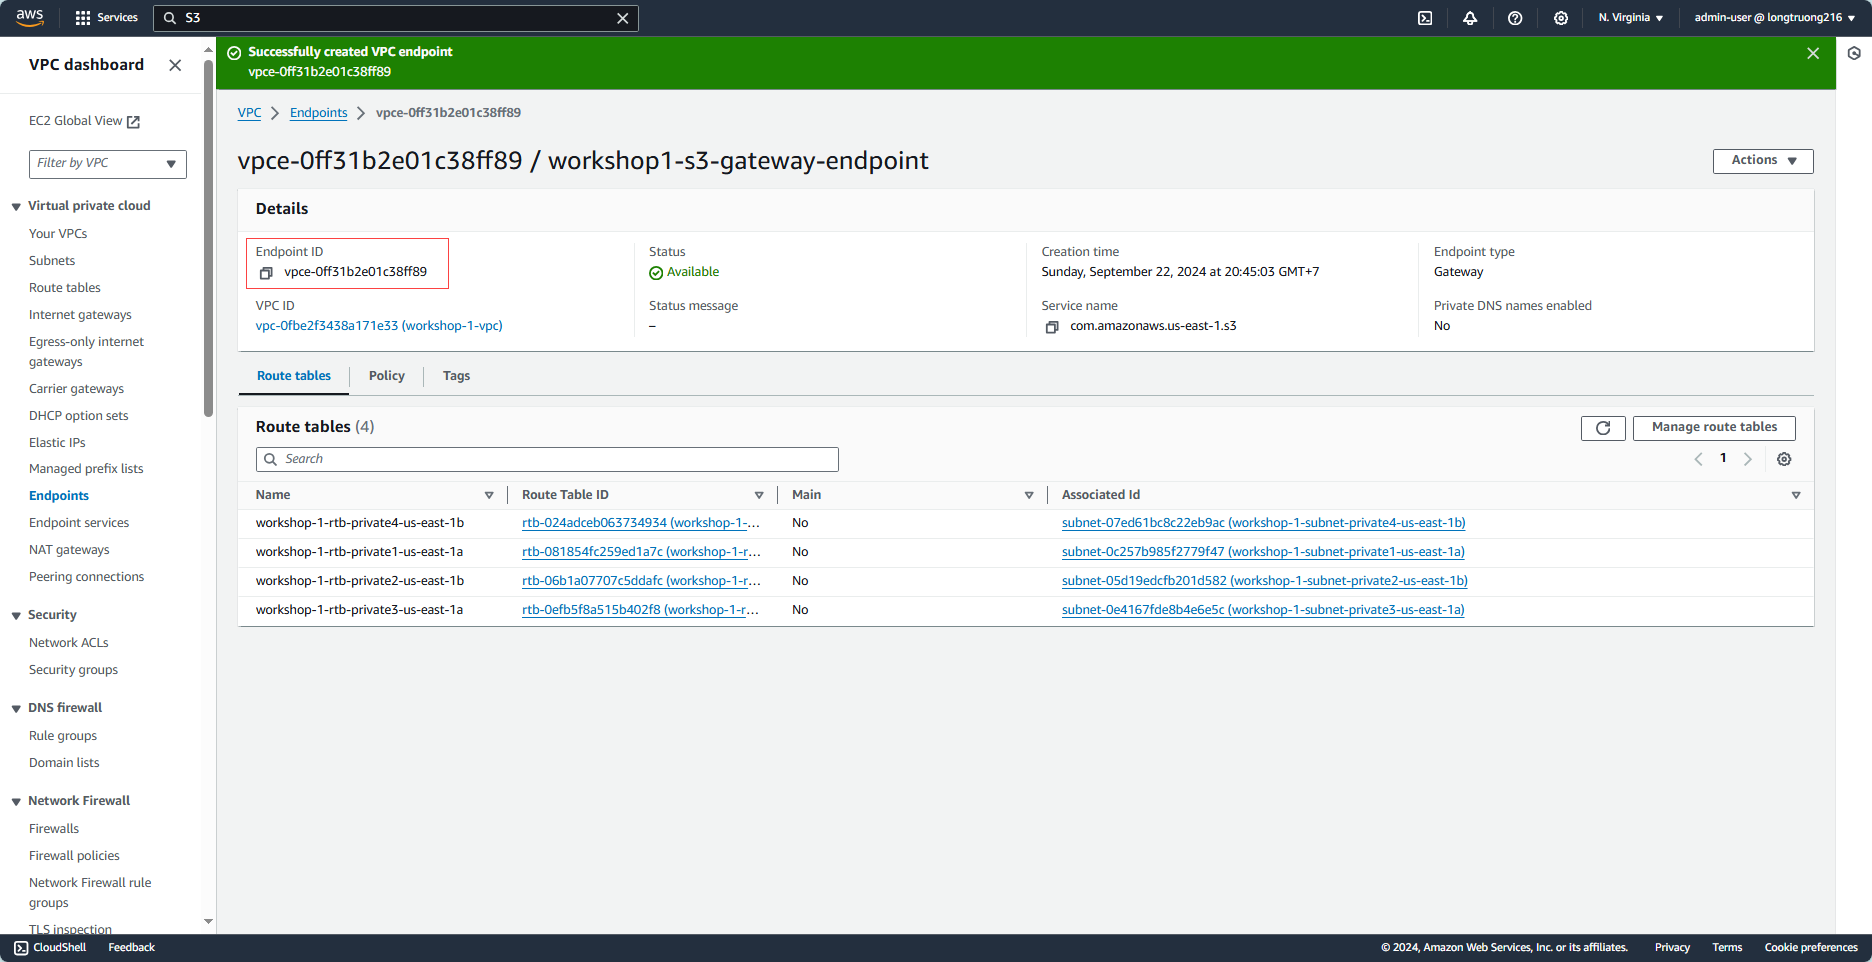 aws
Services
S3
N. Virginia
admin-user @ longtruong216
VPC dashboard
EC2 Global View
Filter by VPC
Virtual private cloud
Your VPCs
Subnets
Route tables
Internet gateways
Egress-only internet
gateways
Carrier gateways
DHCP option sets
Elastic IPs
Managed prefix lists
Endpoints
Endpoint services
NAT gateways
Peering connections
Security
Network ACLs
Security groups
DNS firewall
Rule groups
Domain lists
Network Firewall
Firewalls
Firewall policies
Network Firewall rule
groups
TLS inspection
Successfully created VPC endpoint
vpce-0ff31b2e01c38ff89
VPC > Endpoints > vpce-0ff31b2e01c38ff89
vpce-0ff31b2e01c38ff89 / workshop1-s3-gateway-endpoint
Actions
Details
Endpoint ID
vpce-0ff31b2e01c38ff89
Status
Available
Creation time
Sunday, September 22, 2024 at 20:45:03 GMT+7
Endpoint type
Gateway
VPC ID
vpc-0fbe2f3438a171e33 (workshop-1-vpc)
Status message
–
Service name
com.amazonaws.us-east-1.s3
Private DNS names enabled
No
Route tables
Policy
Tags
Route tables (4)
Manage route tables
Search
1
Name Route Table ID Main Associated Id
workshop-1-rtb-private4-us-east-1b rtb-024adceb063734934 (workshop-1-... No subnet-07ed61bc8c22eb9ac (workshop-1-subnet-private4-us-east-1b)
workshop-1-rtb-private1-us-east-1a rtb-081854fc259ed1a7c (workshop-1-r... No subnet-0c257b985f2779f47 (workshop-1-subnet-private1-us-east-1a)
workshop-1-rtb-private2-us-east-1b rtb-06b1a07707c5ddafc (workshop-1-r... No subnet-05d19edcfb201d582 (workshop-1-subnet-private2-us-east-1b)
workshop-1-rtb-private3-us-east-1a rtb-0efb5f8a515b402f8 (workshop-1-r... No subnet-0e4167fde8b4e6e5c (workshop-1-subnet-private3-us-east-1a)
CloudShell
Feedback
© 2024, Amazon Web Services, Inc. or its affiliates.
Privacy
Terms
Cookie preferences